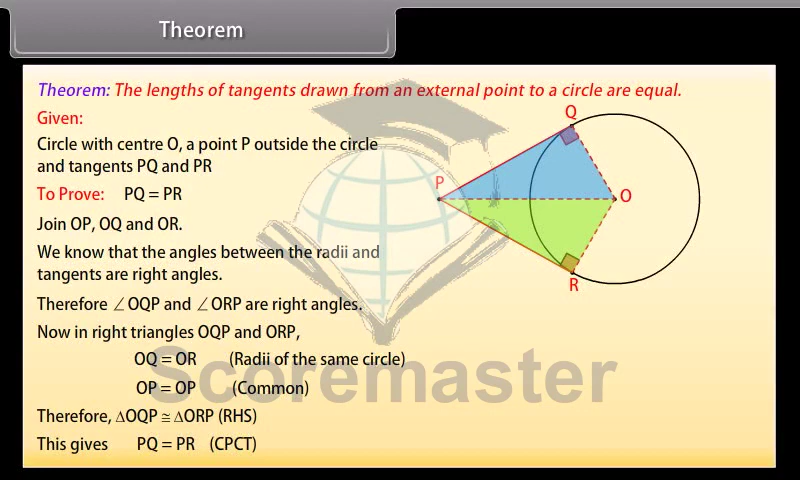 Theorem
Theorem: The lengths of tangents drawn from an external point to a circle are equal.
Given:
Circle with centre O, a point P outside the circle
and tangents PQ and PR
To Prove: PQ = PR
Join OP, OQ and OR.
We know that the angles between the radii and
tangents are right angles.
Therefore ∠OQP and ∠ORP are right angles.
Now in right triangles OQP and ORP,
OQ = OR (Radii of the same circle)
OP = OP (Common)
Therefore, ∆OQP ≅ ∆ORP (RHS)
This gives PQ = PR (CPCT)
Q
P
O
R
Scoremaster